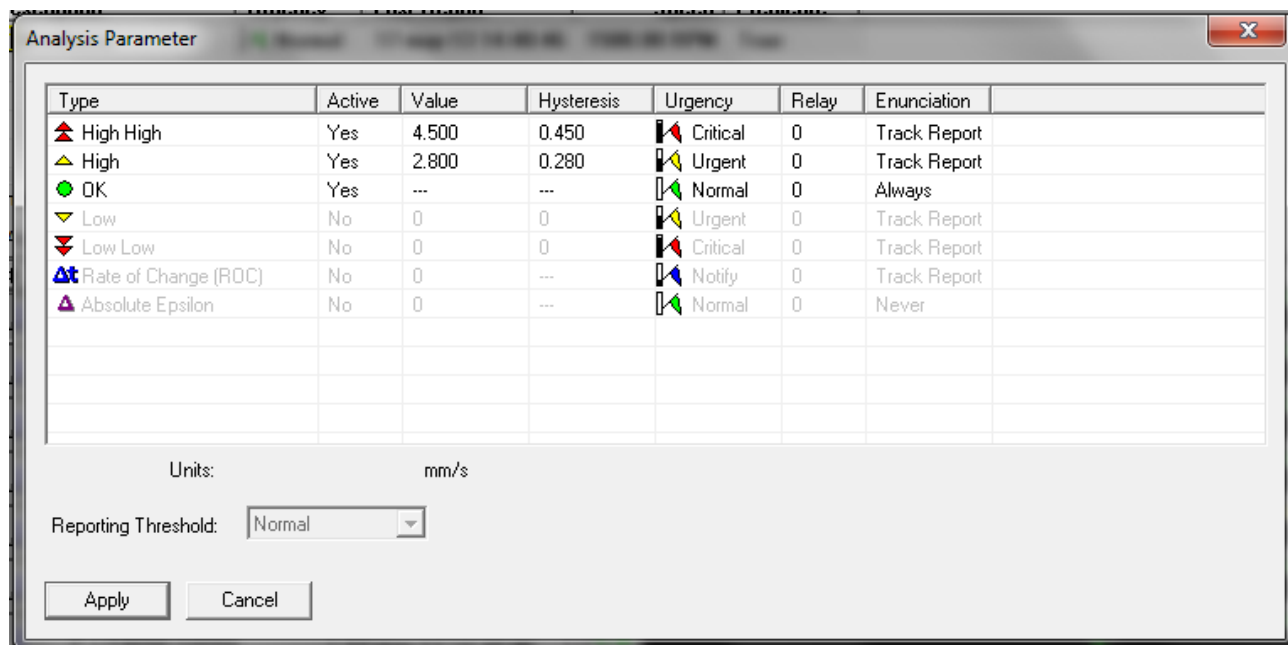 Analysis Parameter
Type Active Value Hysteresis Urgency Relay Enunciation
High High Yes 4.500 0.450 Critical 0 Track Report
High Yes 2.800 0.280 Urgent 0 Track Report
OK Yes --- --- Normal 0 Always
Low No 0 0 Urgent 0 Track Report
Low Low No 0 0 Critical 0 Track Report
Δt Rate of Change (ROC) No 0 --- Notify 0 Track Report
Δ Absolute Epsilon No 0 --- Normal 0 Never
Units: mm/s
Reporting Threshold: Normal
Apply Cancel